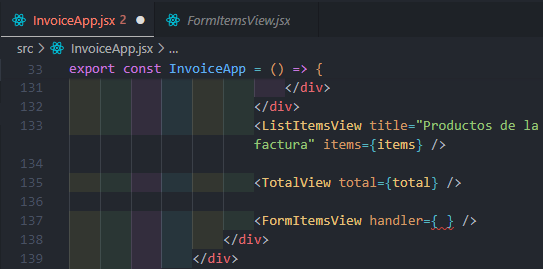 InvoiceApp.jsx 2 FormItemsView.jsx
src > InvoiceApp.jsx > ...
33 export const InvoiceApp = () => {
131 </div>
132 </div>
133 <ListItemsView title="Productos de la
factura" items={items} />
134
135 <TotalView total={total} />
136
137 <FormItemsView handler={ } />
138 </div>
139 </div>